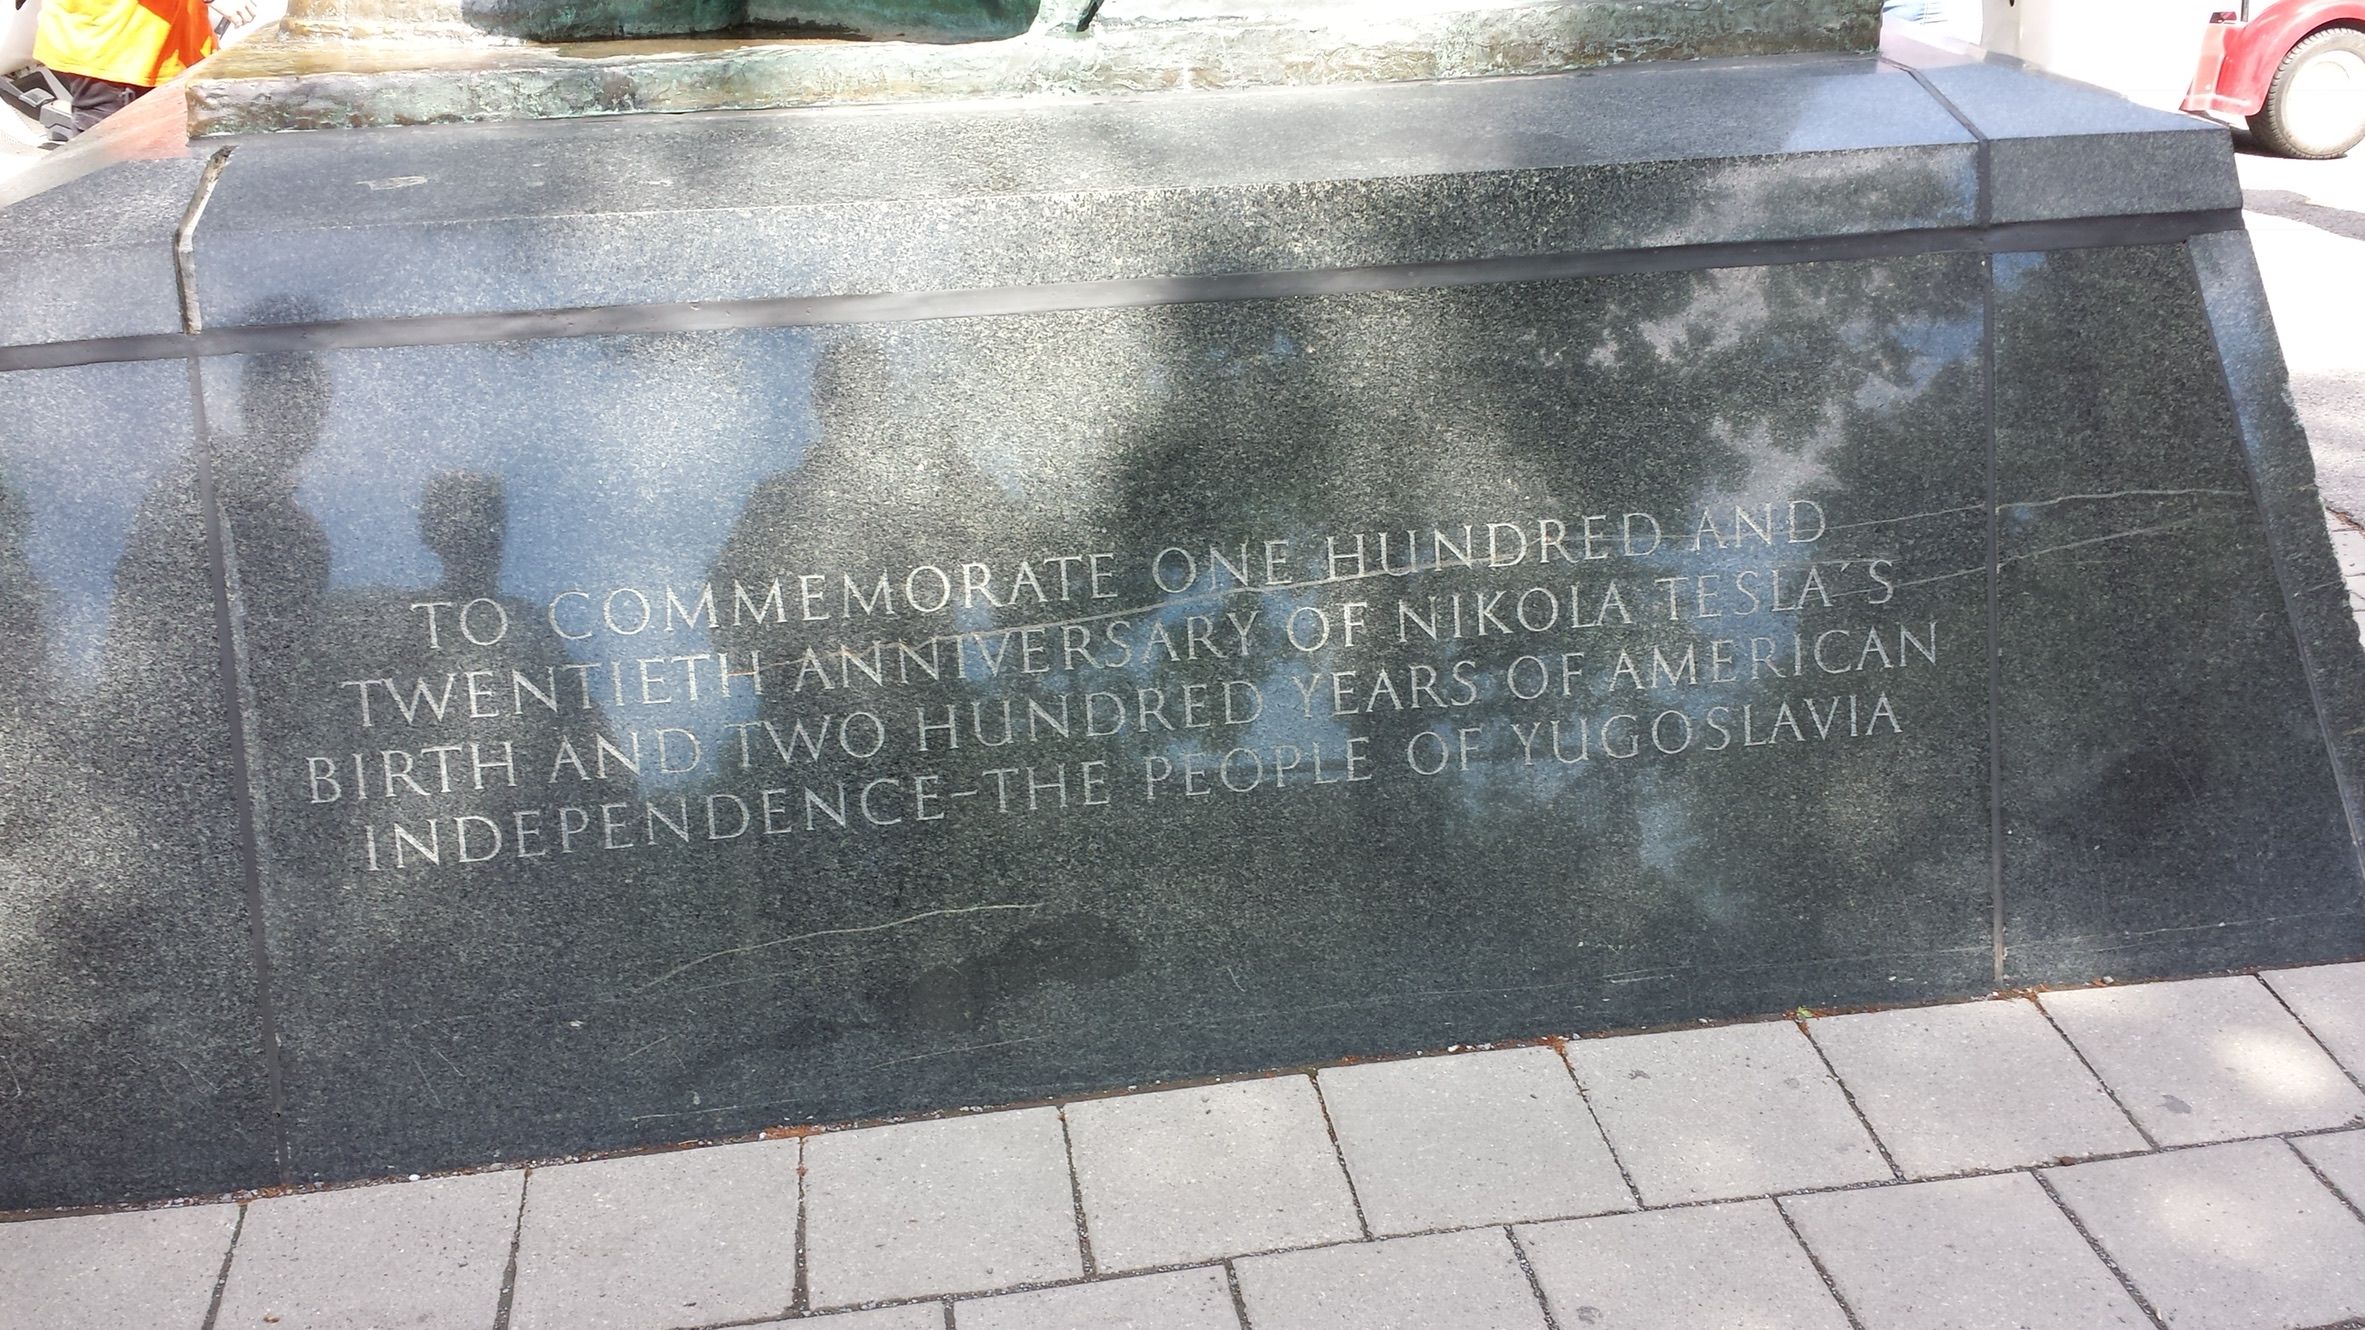 TO COMMEMORATE ONE HUNDRED AND
TWENTIETH ANNIVERSARY OF NIKOLA TESLA´S
BIRTH AND TWO HUNDRED YEARS OF AMERICAN
INDEPENDENCE-THE PEOPLE OF YUGOSLAVIA